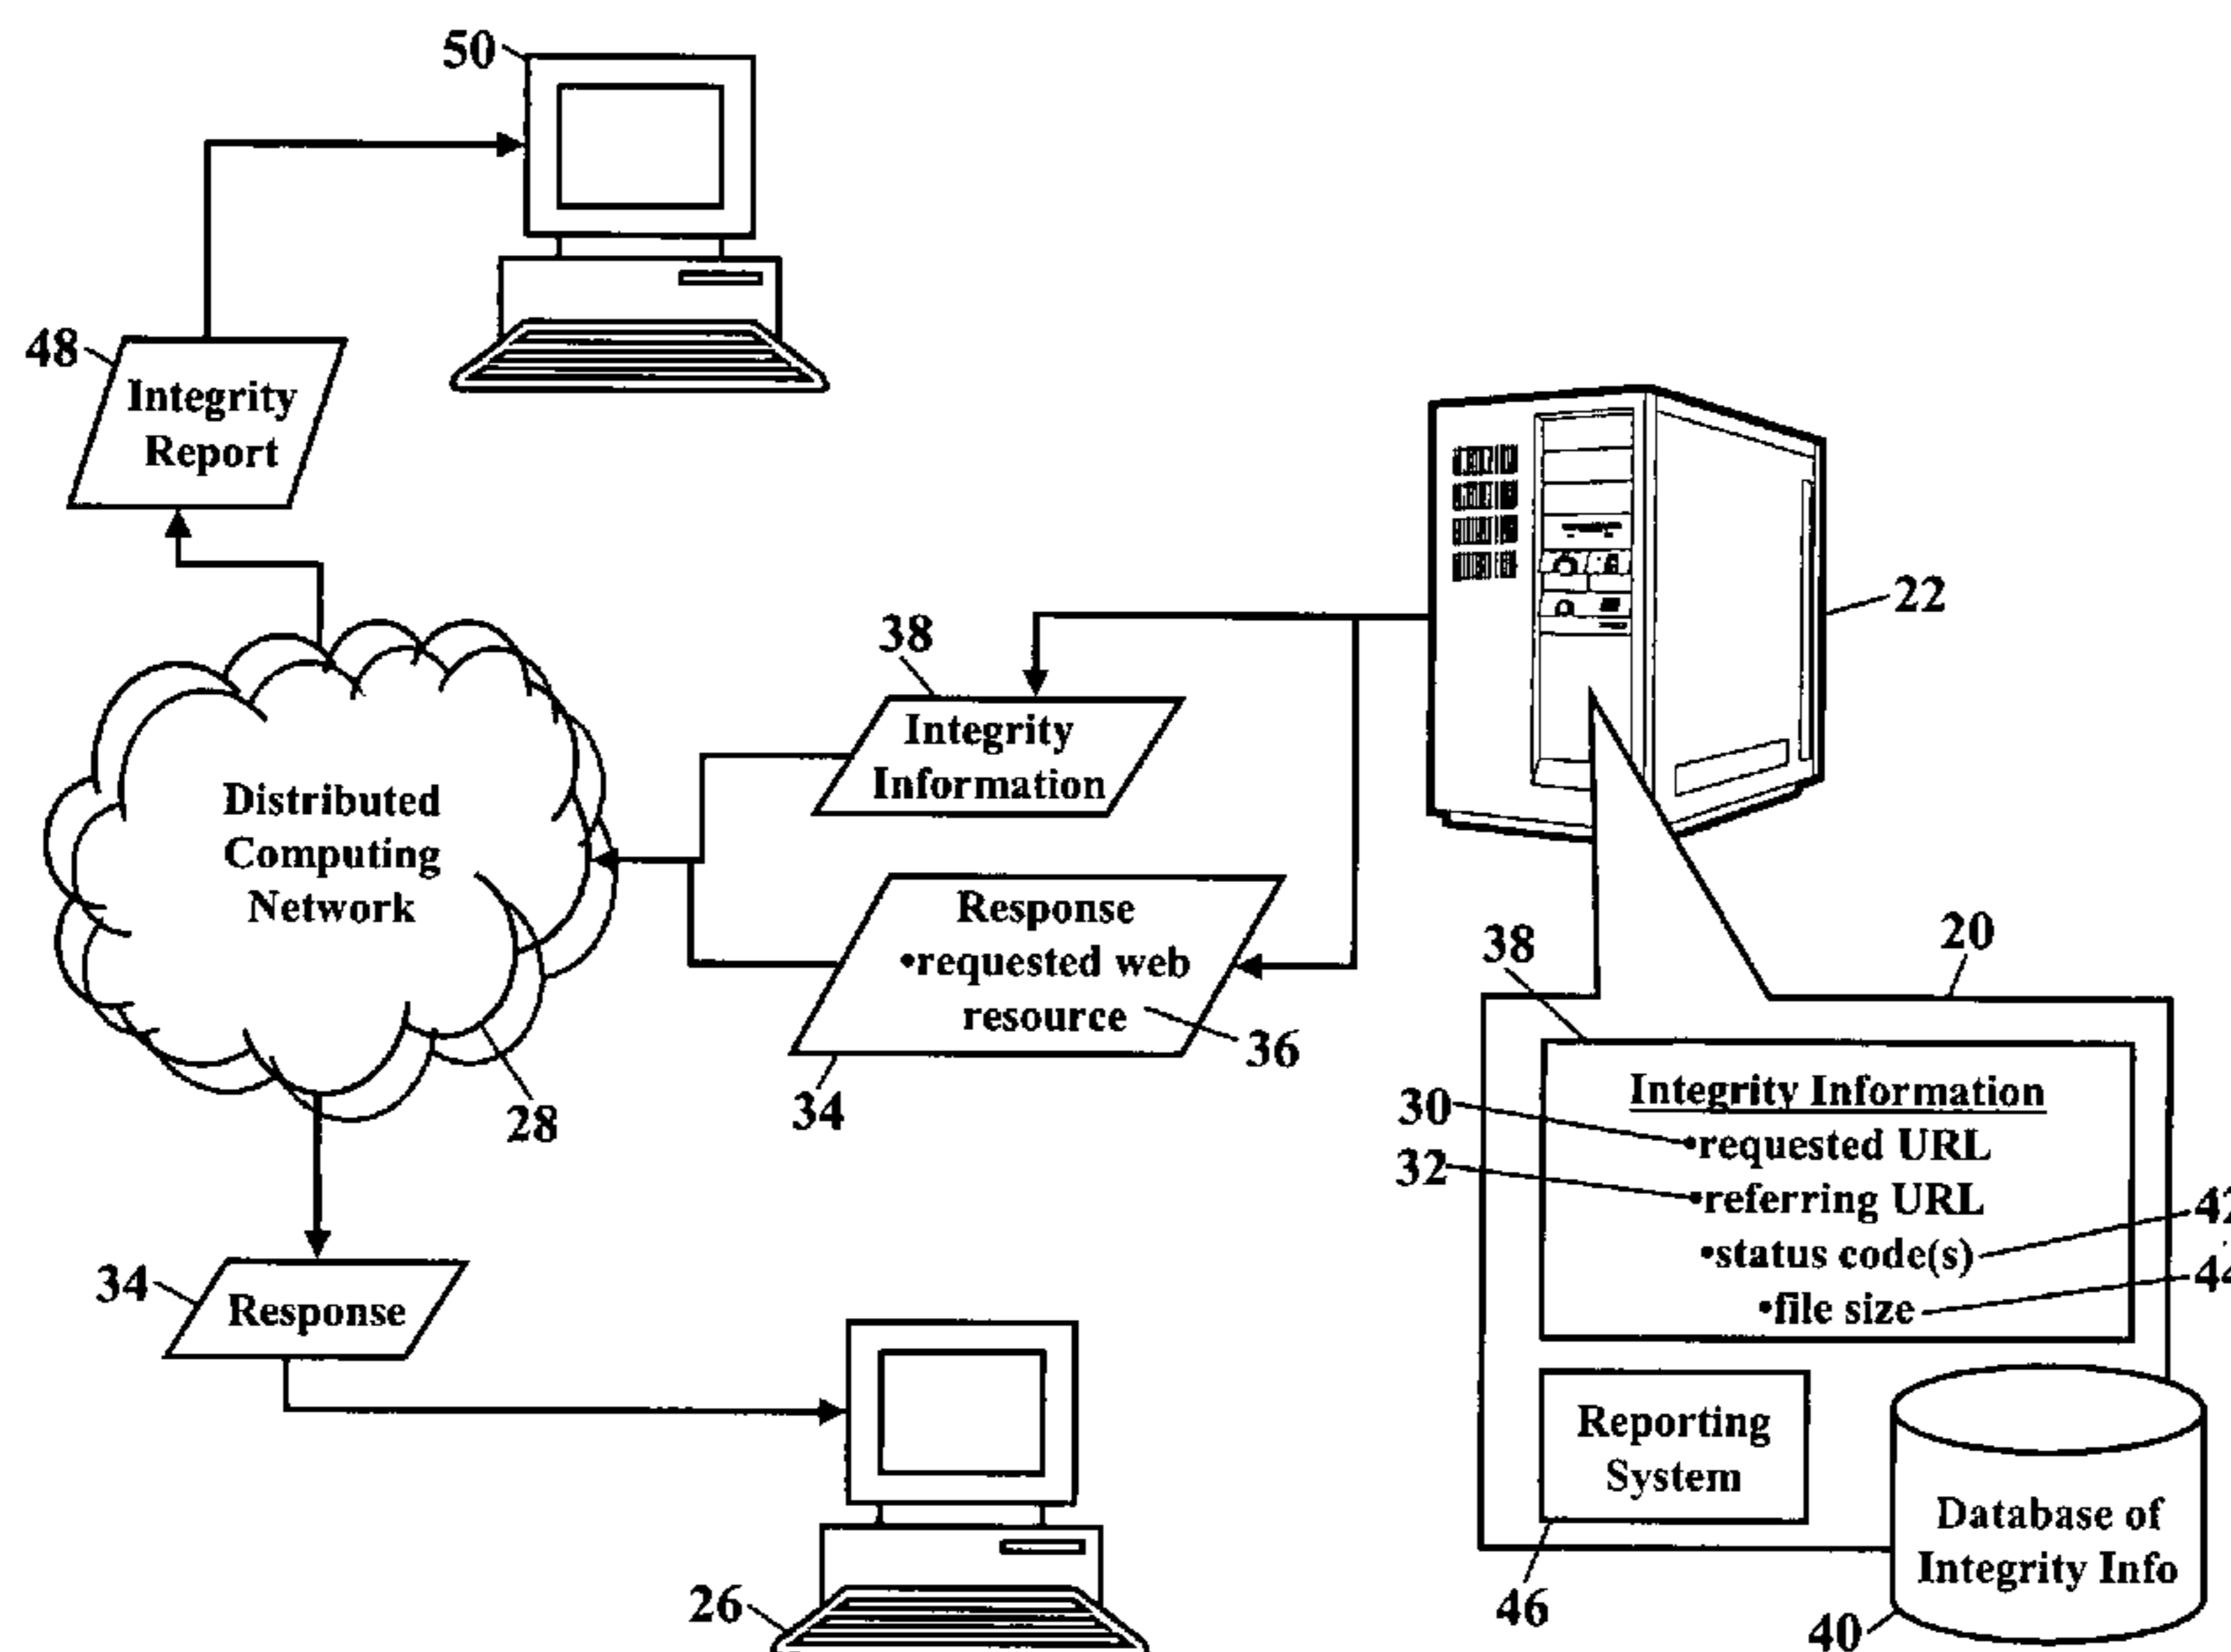 50
48
Integrity
Report
22
38
Integrity
Information
Distributed
Computing
Network
Response
•requested web
resource
36
34
28
38
20
Integrity Information
30
•requested URL
32
•referring URL
42
•status code(s)
44
•file size
34
Response
Reporting
System
46
Database of
Integrity Info
40
26